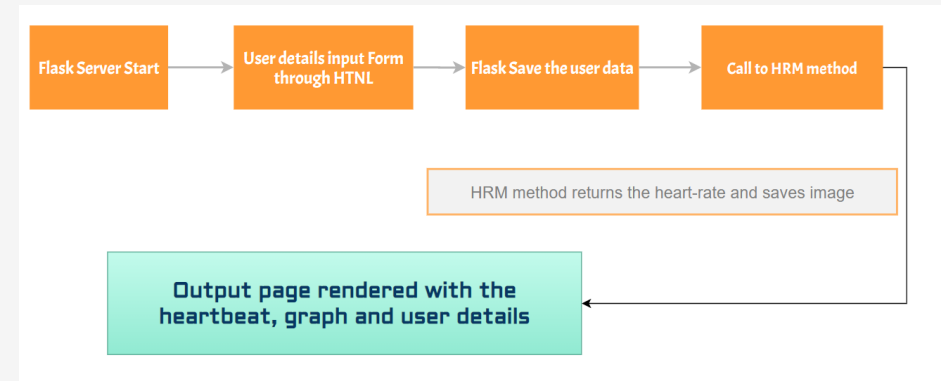 Flask Server Start
User details input Form
through HTNL
Flask Save the user data
Call to HRM method
HRM method returns the heart-rate and saves image
Output page rendered with the
heartbeat, graph and user details